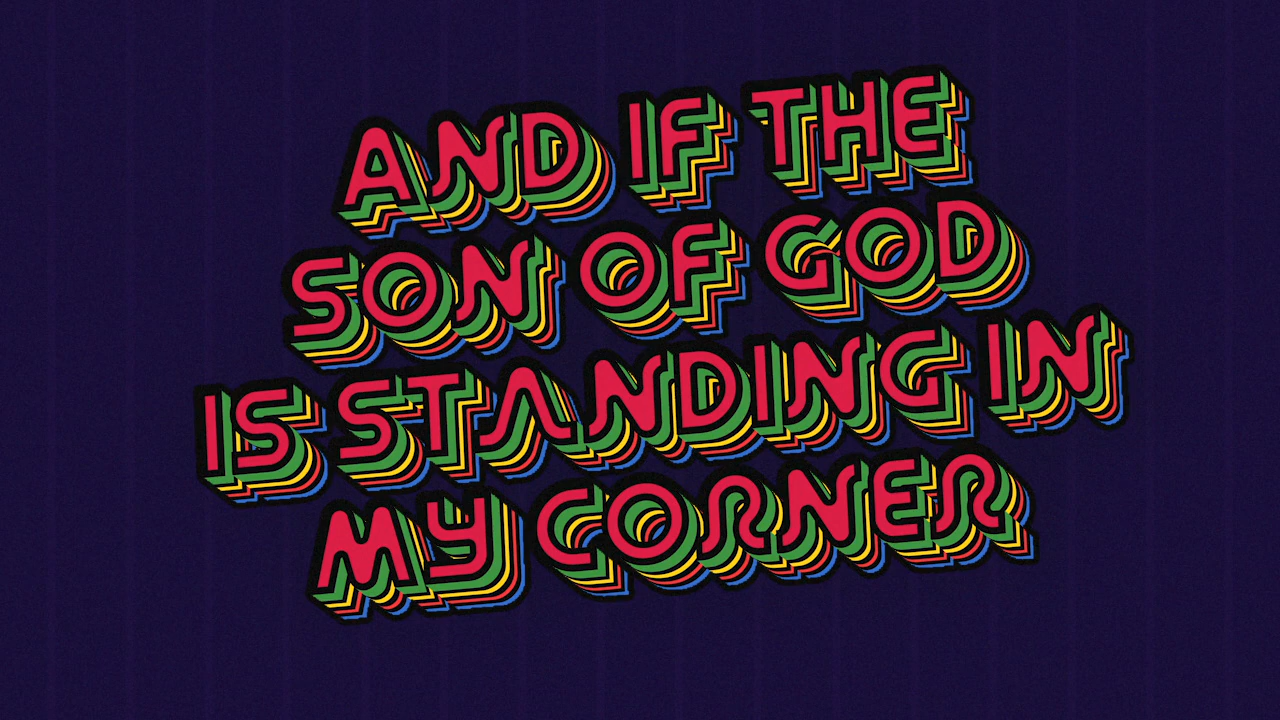 AND IF THE
SON OF GOD
IS STANDING IN
MY CORNER